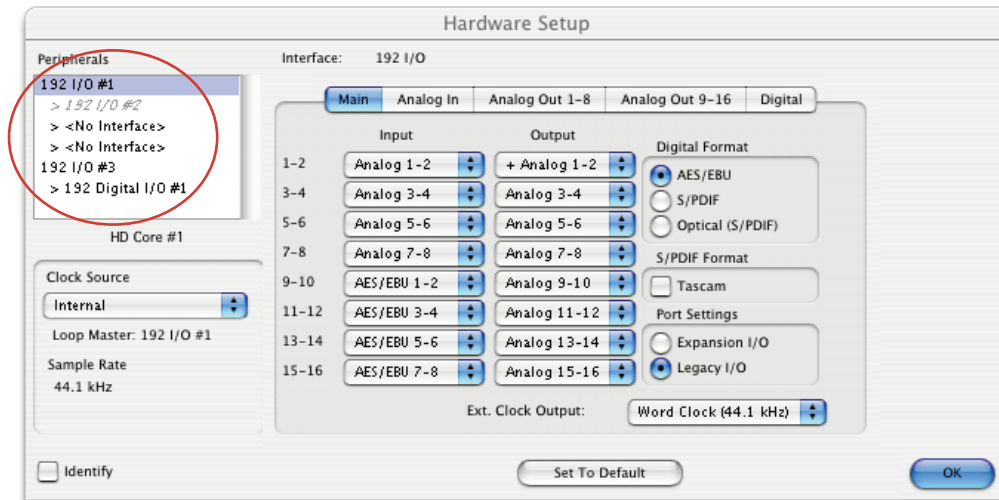 Hardware Setup
Peripherals
192 I/O #1
> 192 I/O #2
> <No Interface>
> <No Interface>
192 I/O #3
> 192 Digital I/O #1
HD Core #1
Clock Source
Internal
Loop Master: 192 I/O #1
Sample Rate
44.1 kHz
Identify
Interface: 192 I/O
Main Analog In Analog Out 1-8 Analog Out 9-16 Digital
Input Output
1-2 Analog 1-2 + Analog 1-2
3-4 Analog 3-4 Analog 3-4
5-6 Analog 5-6 Analog 5-6
7-8 Analog 7-8 Analog 7-8
9-10 AES/EBU 1-2 Analog 9-10
11-12 AES/EBU 3-4 Analog 11-12
13-14 AES/EBU 5-6 Analog 13-14
15-16 AES/EBU 7-8 Analog 15-16
Digital Format
AES/EBU
S/PDIF
Optical (S/PDIF)
S/PDIF Format
Tascam
Port Settings
Expansion I/O
Legacy I/O
Ext. Clock Output: Word Clock (44.1 kHz)
Set To Default
OK